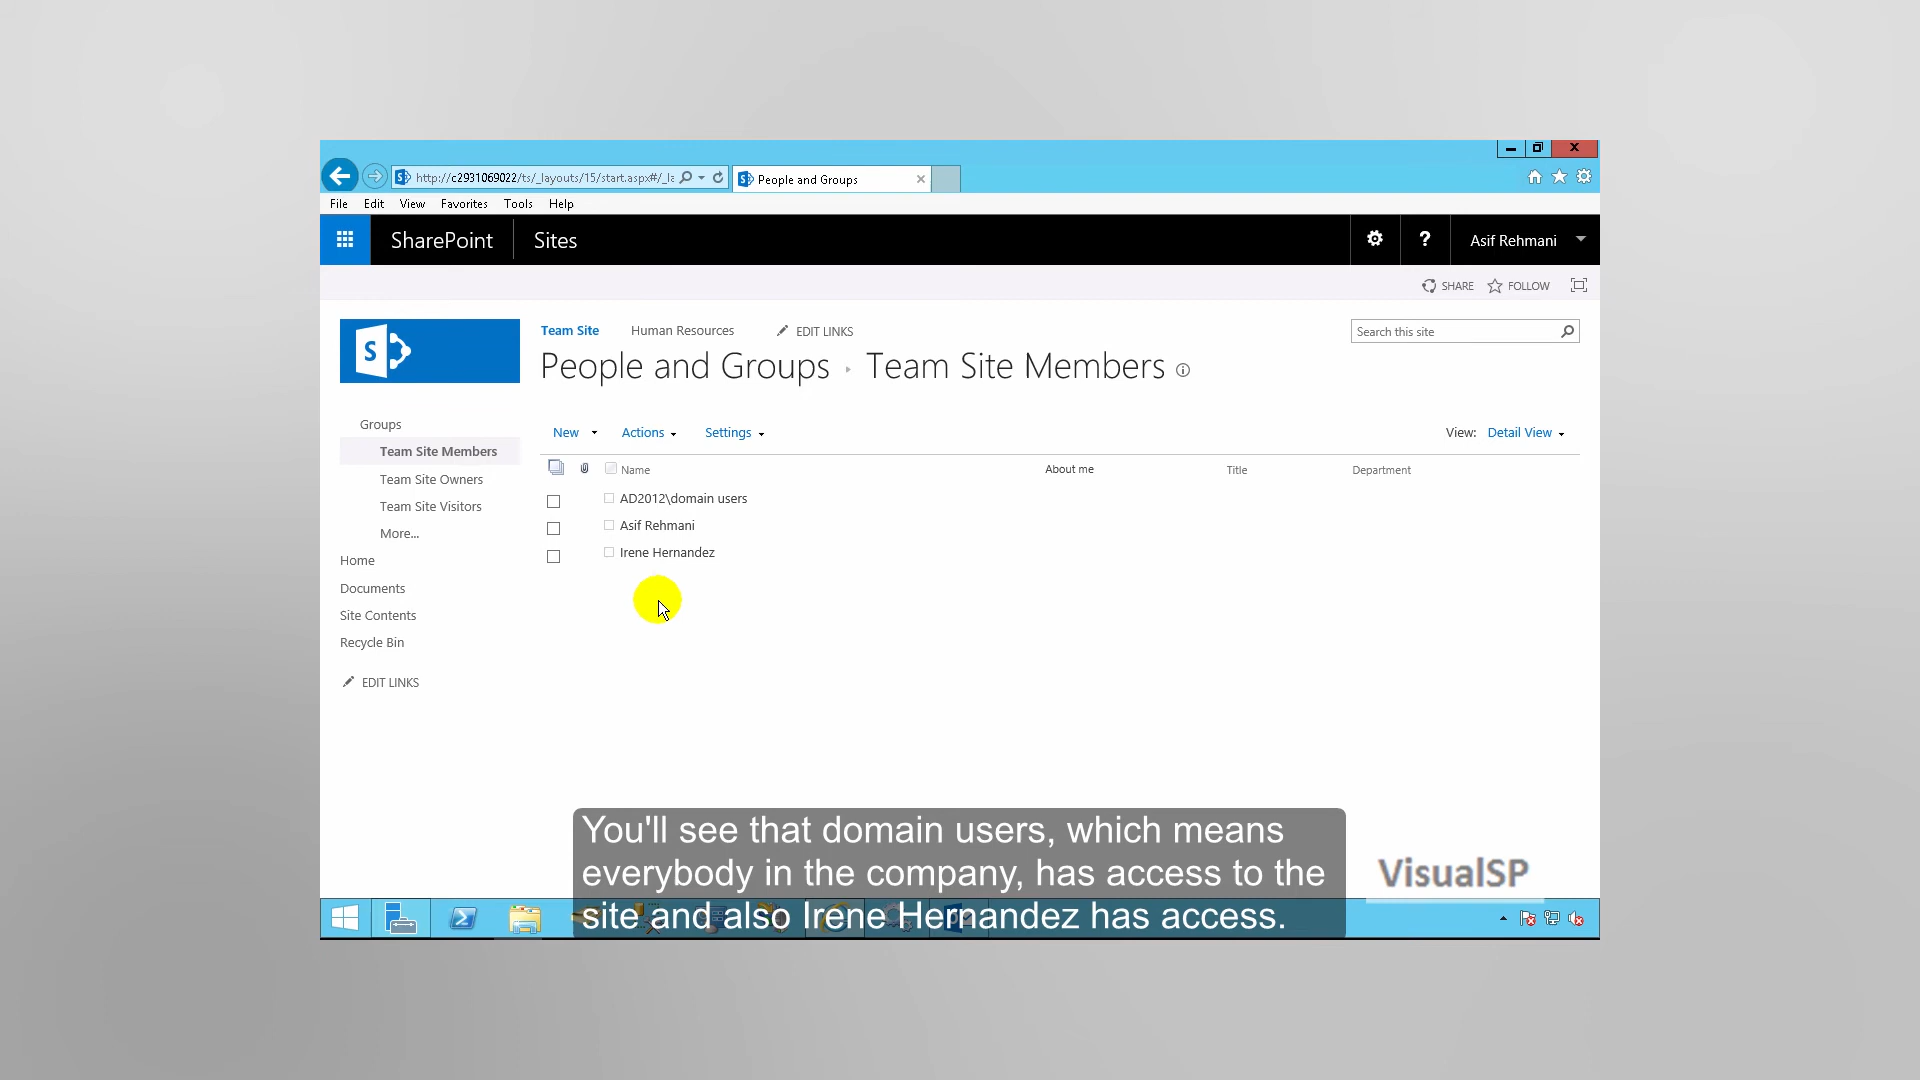 http://c2931069022/ts/_layouts/15/start.aspx#/_la
People and Groups
File Edit View Favorites Tools Help
SharePoint Sites
? Asif Rehmani
SHARE FOLLOW
Team Site Human Resources EDIT LINKS
Search this site
S
People and Groups ▸ Team Site Members
Groups
Team Site Members
Team Site Owners
Team Site Visitors
More...
Home
Documents
Site Contents
Recycle Bin
EDIT LINKS
New Actions Settings
View: Detail View
Name About me Title Department
AD2012\domain users
Asif Rehmani
Irene Hernandez
You'll see that domain users, which means
everybody in the company, has access to the
site and also Irene Hernandez has access.
VisualSP